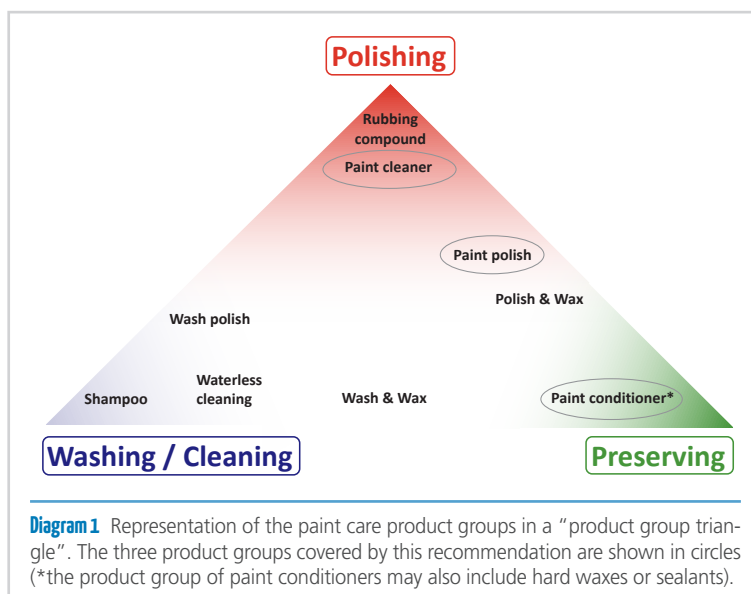 Polishing
Rubbing
compound
Paint cleaner
Paint polish
Polish & Wax
Wash polish
Waterless
cleaning
Shampoo
Wash & Wax
Paint conditioner*
Washing / Cleaning
Preserving
Diagram 1 Representation of the paint care product groups in a “product group trian-
gle”. The three product groups covered by this recommendation are shown in circles
(*the product group of paint conditioners may also include hard waxes or sealants).